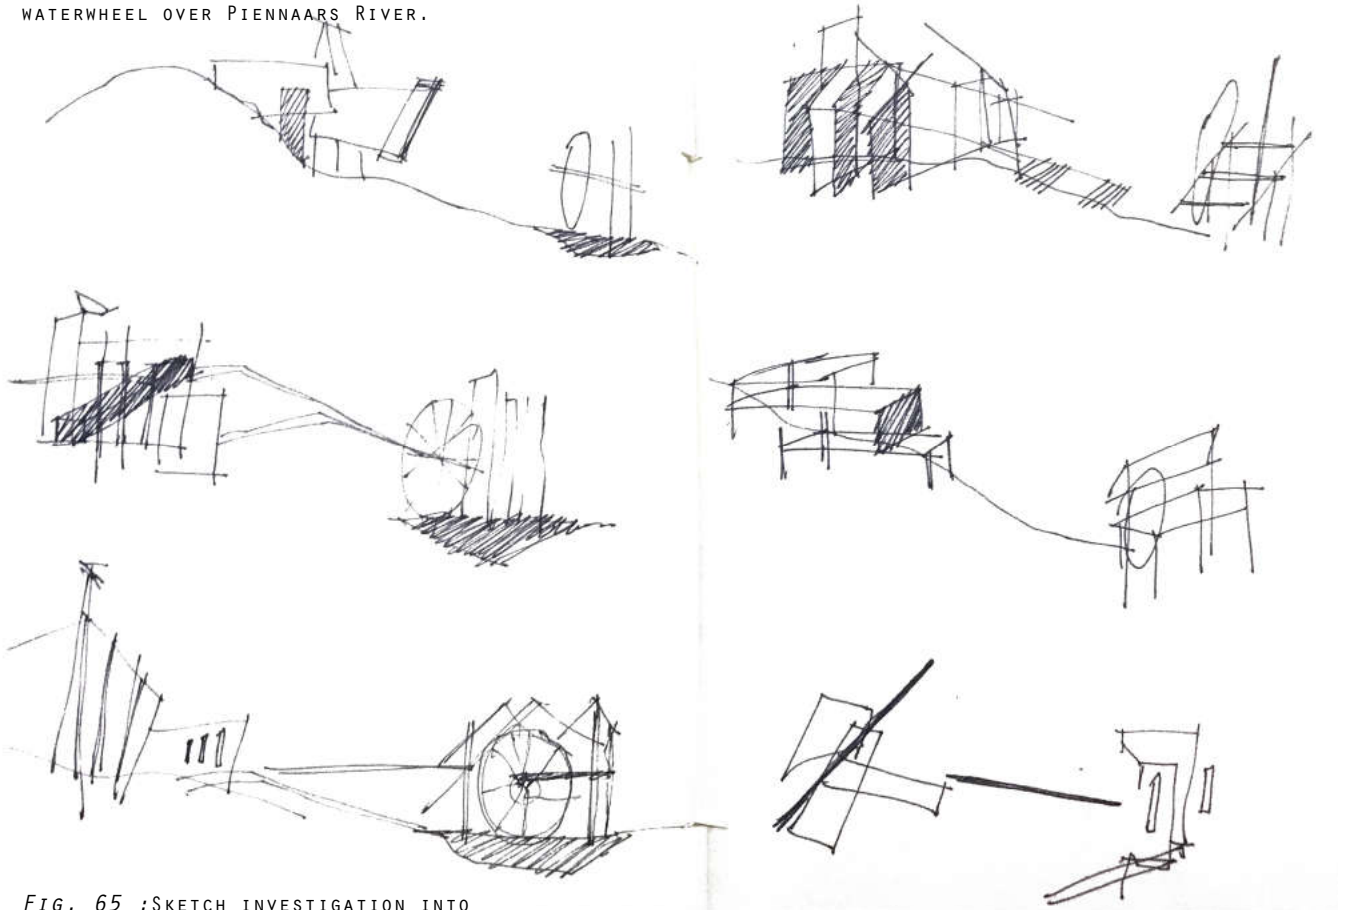 WATERWHEEL OVER PIENNAARS RIVER.
FIG. 65 :SKETCH INVESTIGATION INTO